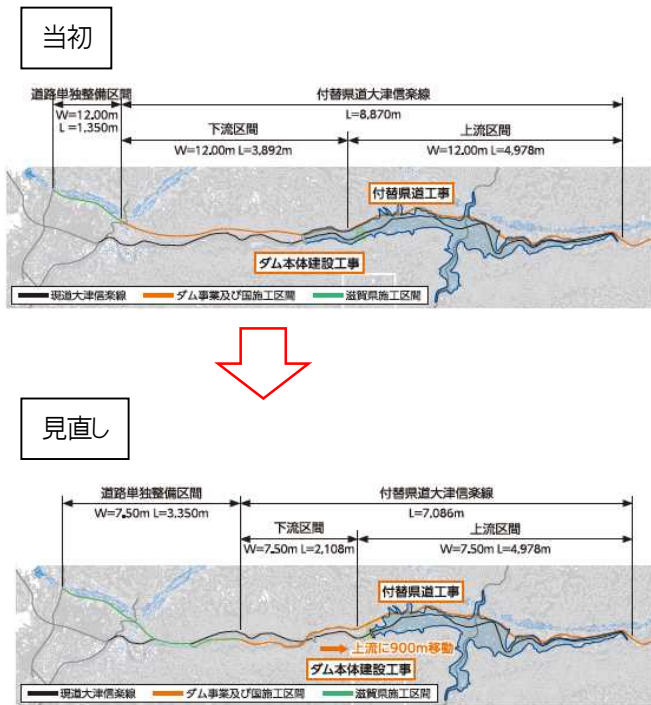 当初
道路単独整備区間
W=12.00m
L=1,350m
付替県道大津信楽線
L=8,870m
下流区間
W=12.00m L=3,892m
上流区間
W=12.00m L=4,978m
付替県道工事
ダム本体建設工事
現道大津信楽線 ダム事業及び国施工区間 滋賀県施工区間
見直し
道路単独整備区間
W=7.50m L=3,350m
付替県道大津信楽線
L=7,086m
下流区間
W=7.50m L=2,108m
上流区間
W=7.50m L=4,978m
付替県道工事
上流に900m移動
ダム本体建設工事
現道大津信楽線 ダム事業及び国施工区間 滋賀県施工区間